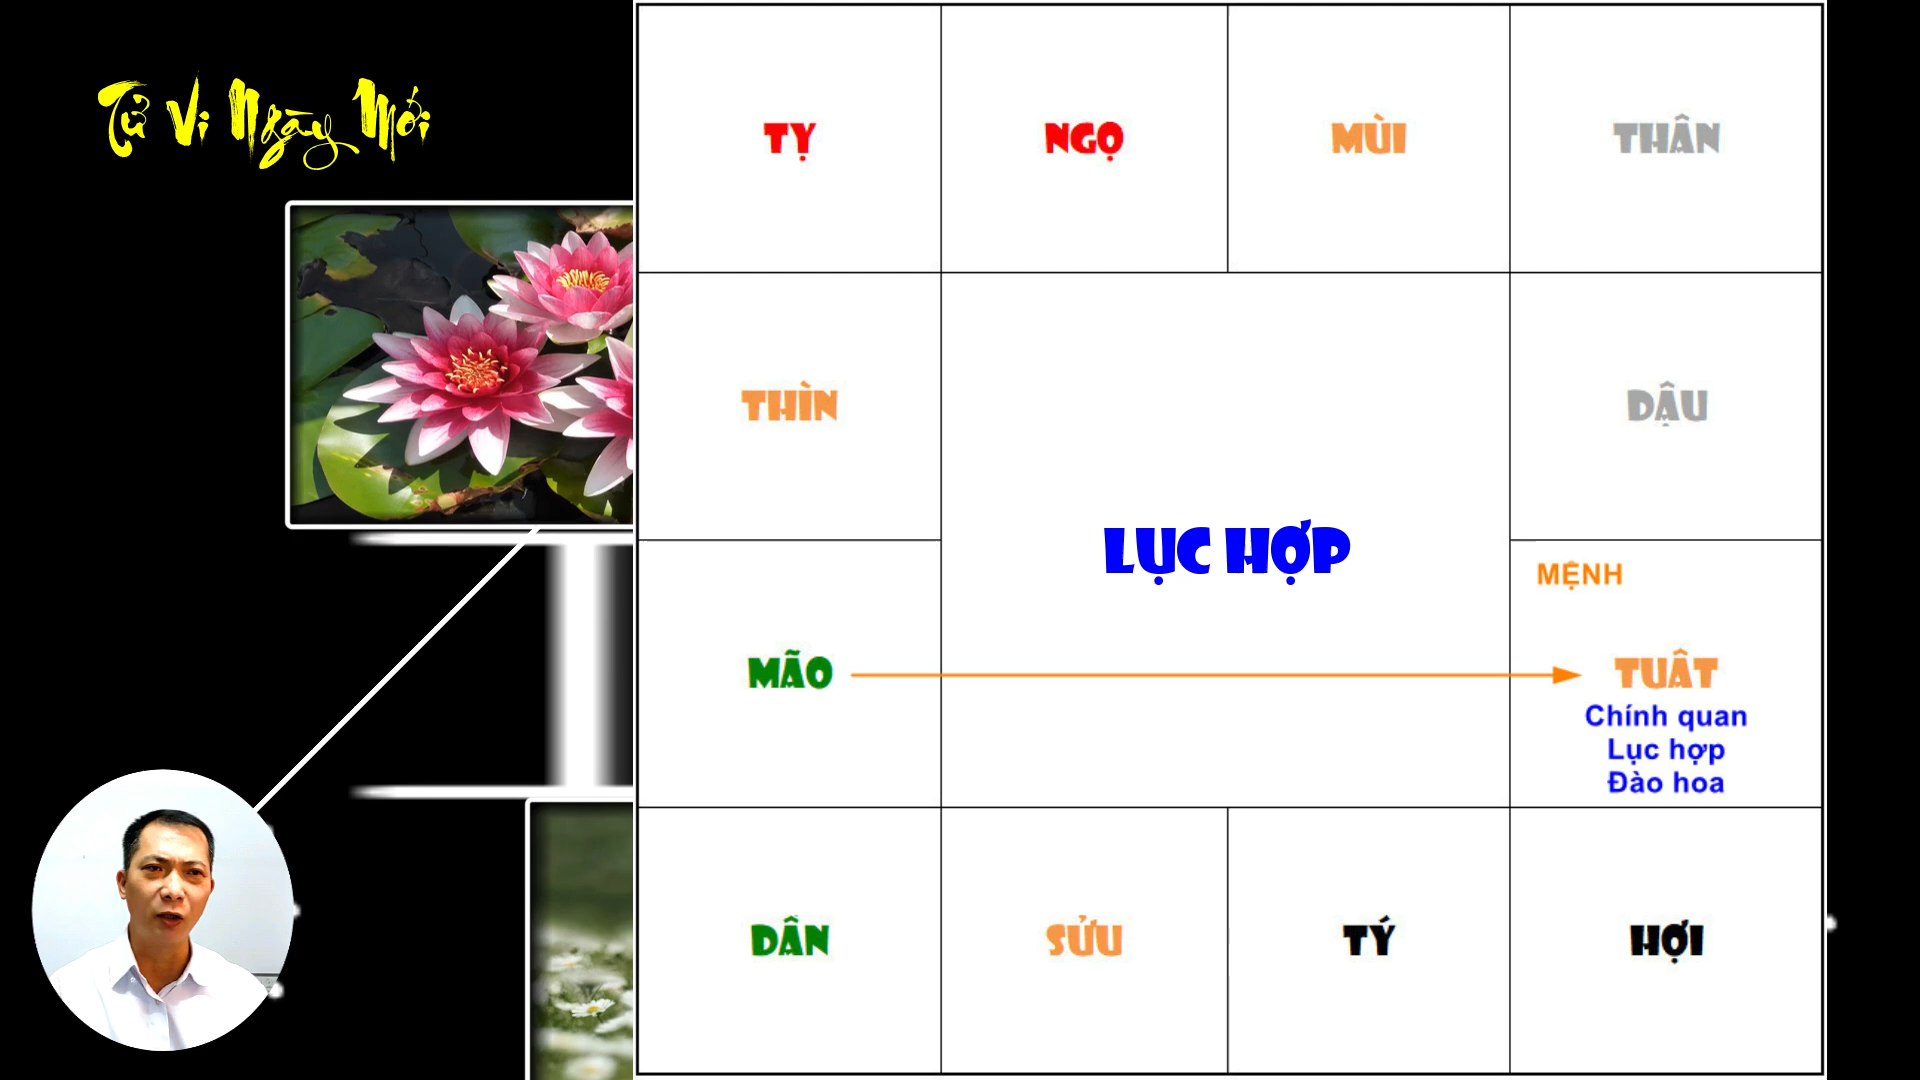 Tử Vi Ngày Mới
TỴ
NGỌ
MÙI
THÂN
THÌN
DẬU
LỤC HỢP
MỆNH
MÃO
TUẤT
Chính quan
Lục hợp
Đào hoa
DẦN
SỬU
TÝ
HỢI